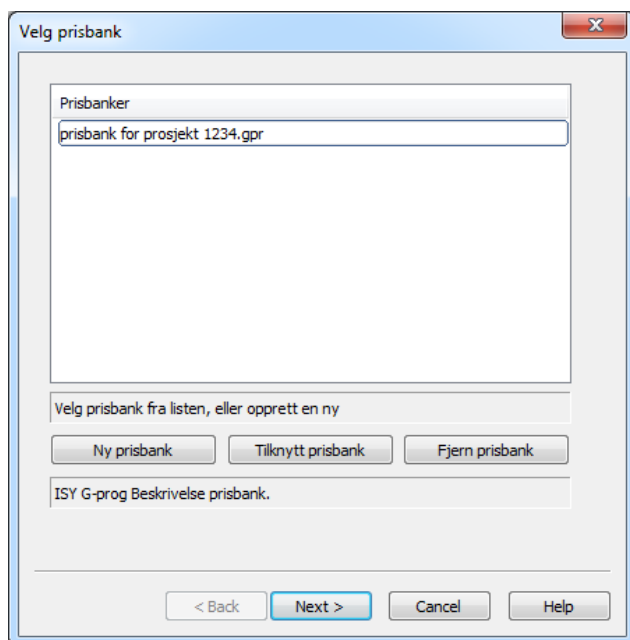 Velg prisbank
Prisbanker
prisbank for prosjekt 1234.gpr
Velg prisbank fra listen, eller opprett en ny
Ny prisbank Tilknytt prisbank Fjern prisbank
ISY G-prog Beskrivelse prisbank.
< Back Next > Cancel Help